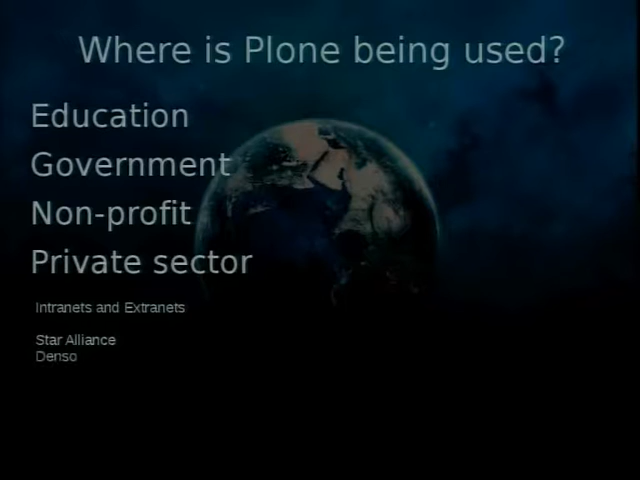 Where is Plone being used?
Education
Government
Non-profit
Private sector
Intranets and Extranets
Star Alliance
Denso